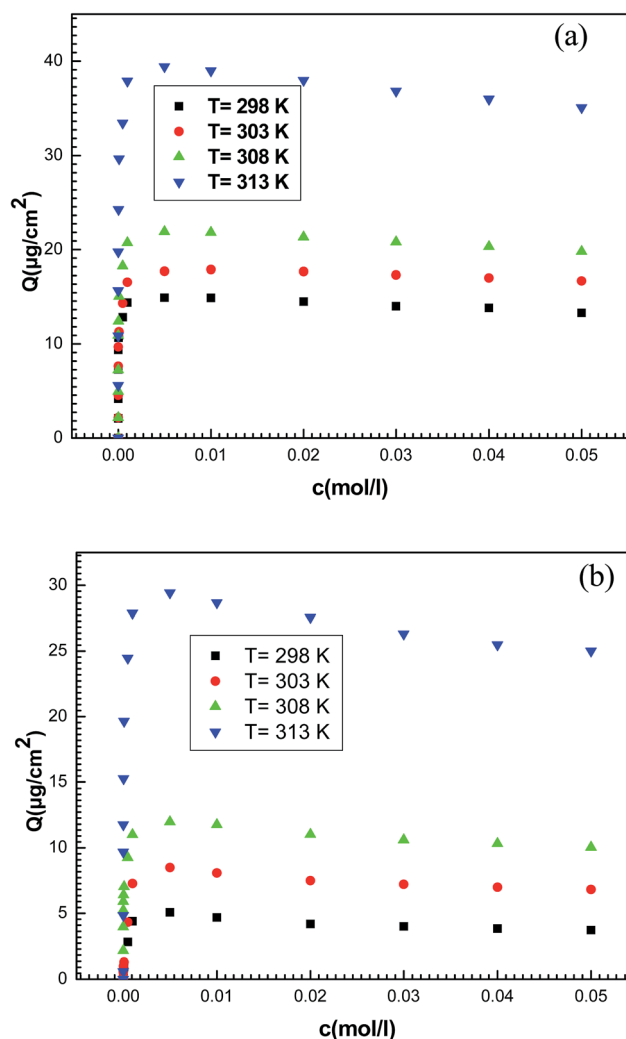 (a)
40
30
20
10
0
Q(μg/cm²)
T= 298 K
T= 303 K
T= 308 K
T= 313 K
0.00 0.01 0.02 0.03 0.04 0.05
c(mol/l)
(b)
30
25
20
15
10
5
0
Q(μg/cm²)
T= 298 K
T= 303 K
T= 308 K
T= 313 K
0.00 0.01 0.02 0.03 0.04 0.05
c(mol/l)